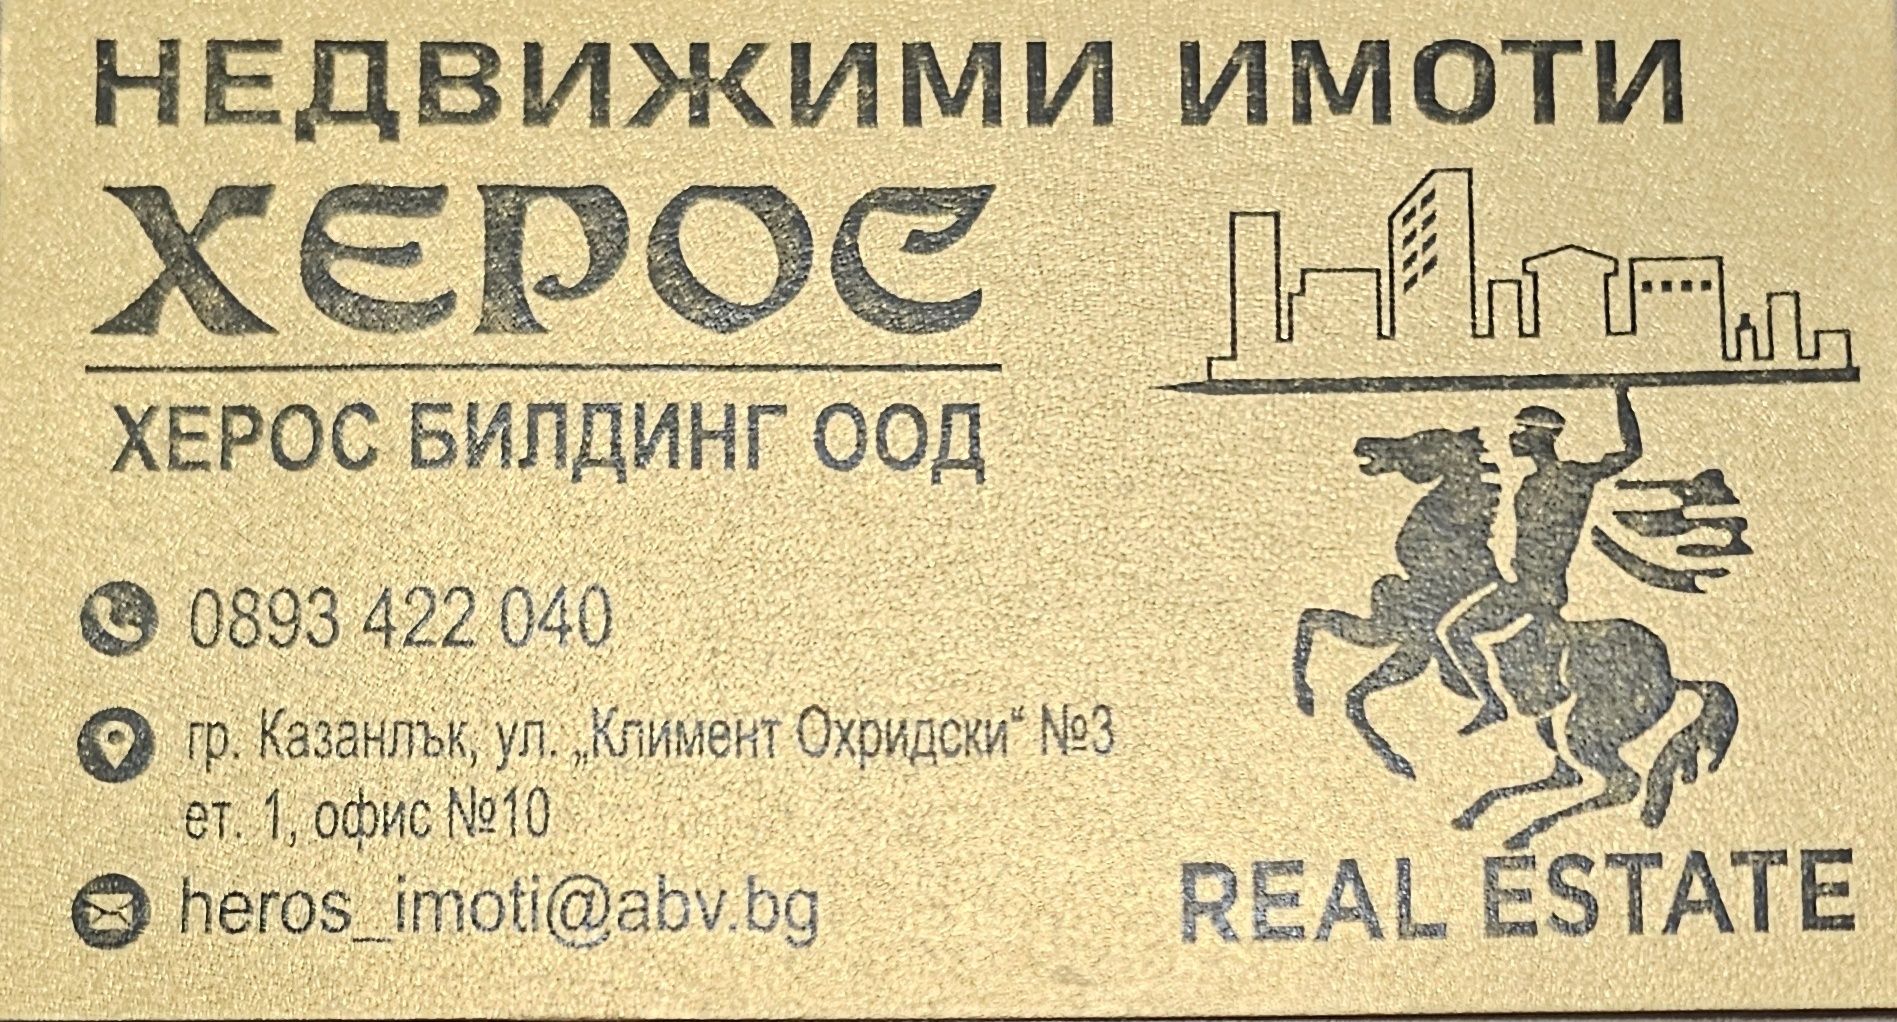 НЕДВИЖИМИ ИМОТИ
ХЕРОС
ХЕРОС БИЛДИНГ ООД
0893 422 040
гр. Казанлък, ул. „Климент Охридски“ №3
ет. 1, офис №10
heros_imoti@abv.bg
REAL ESTATE